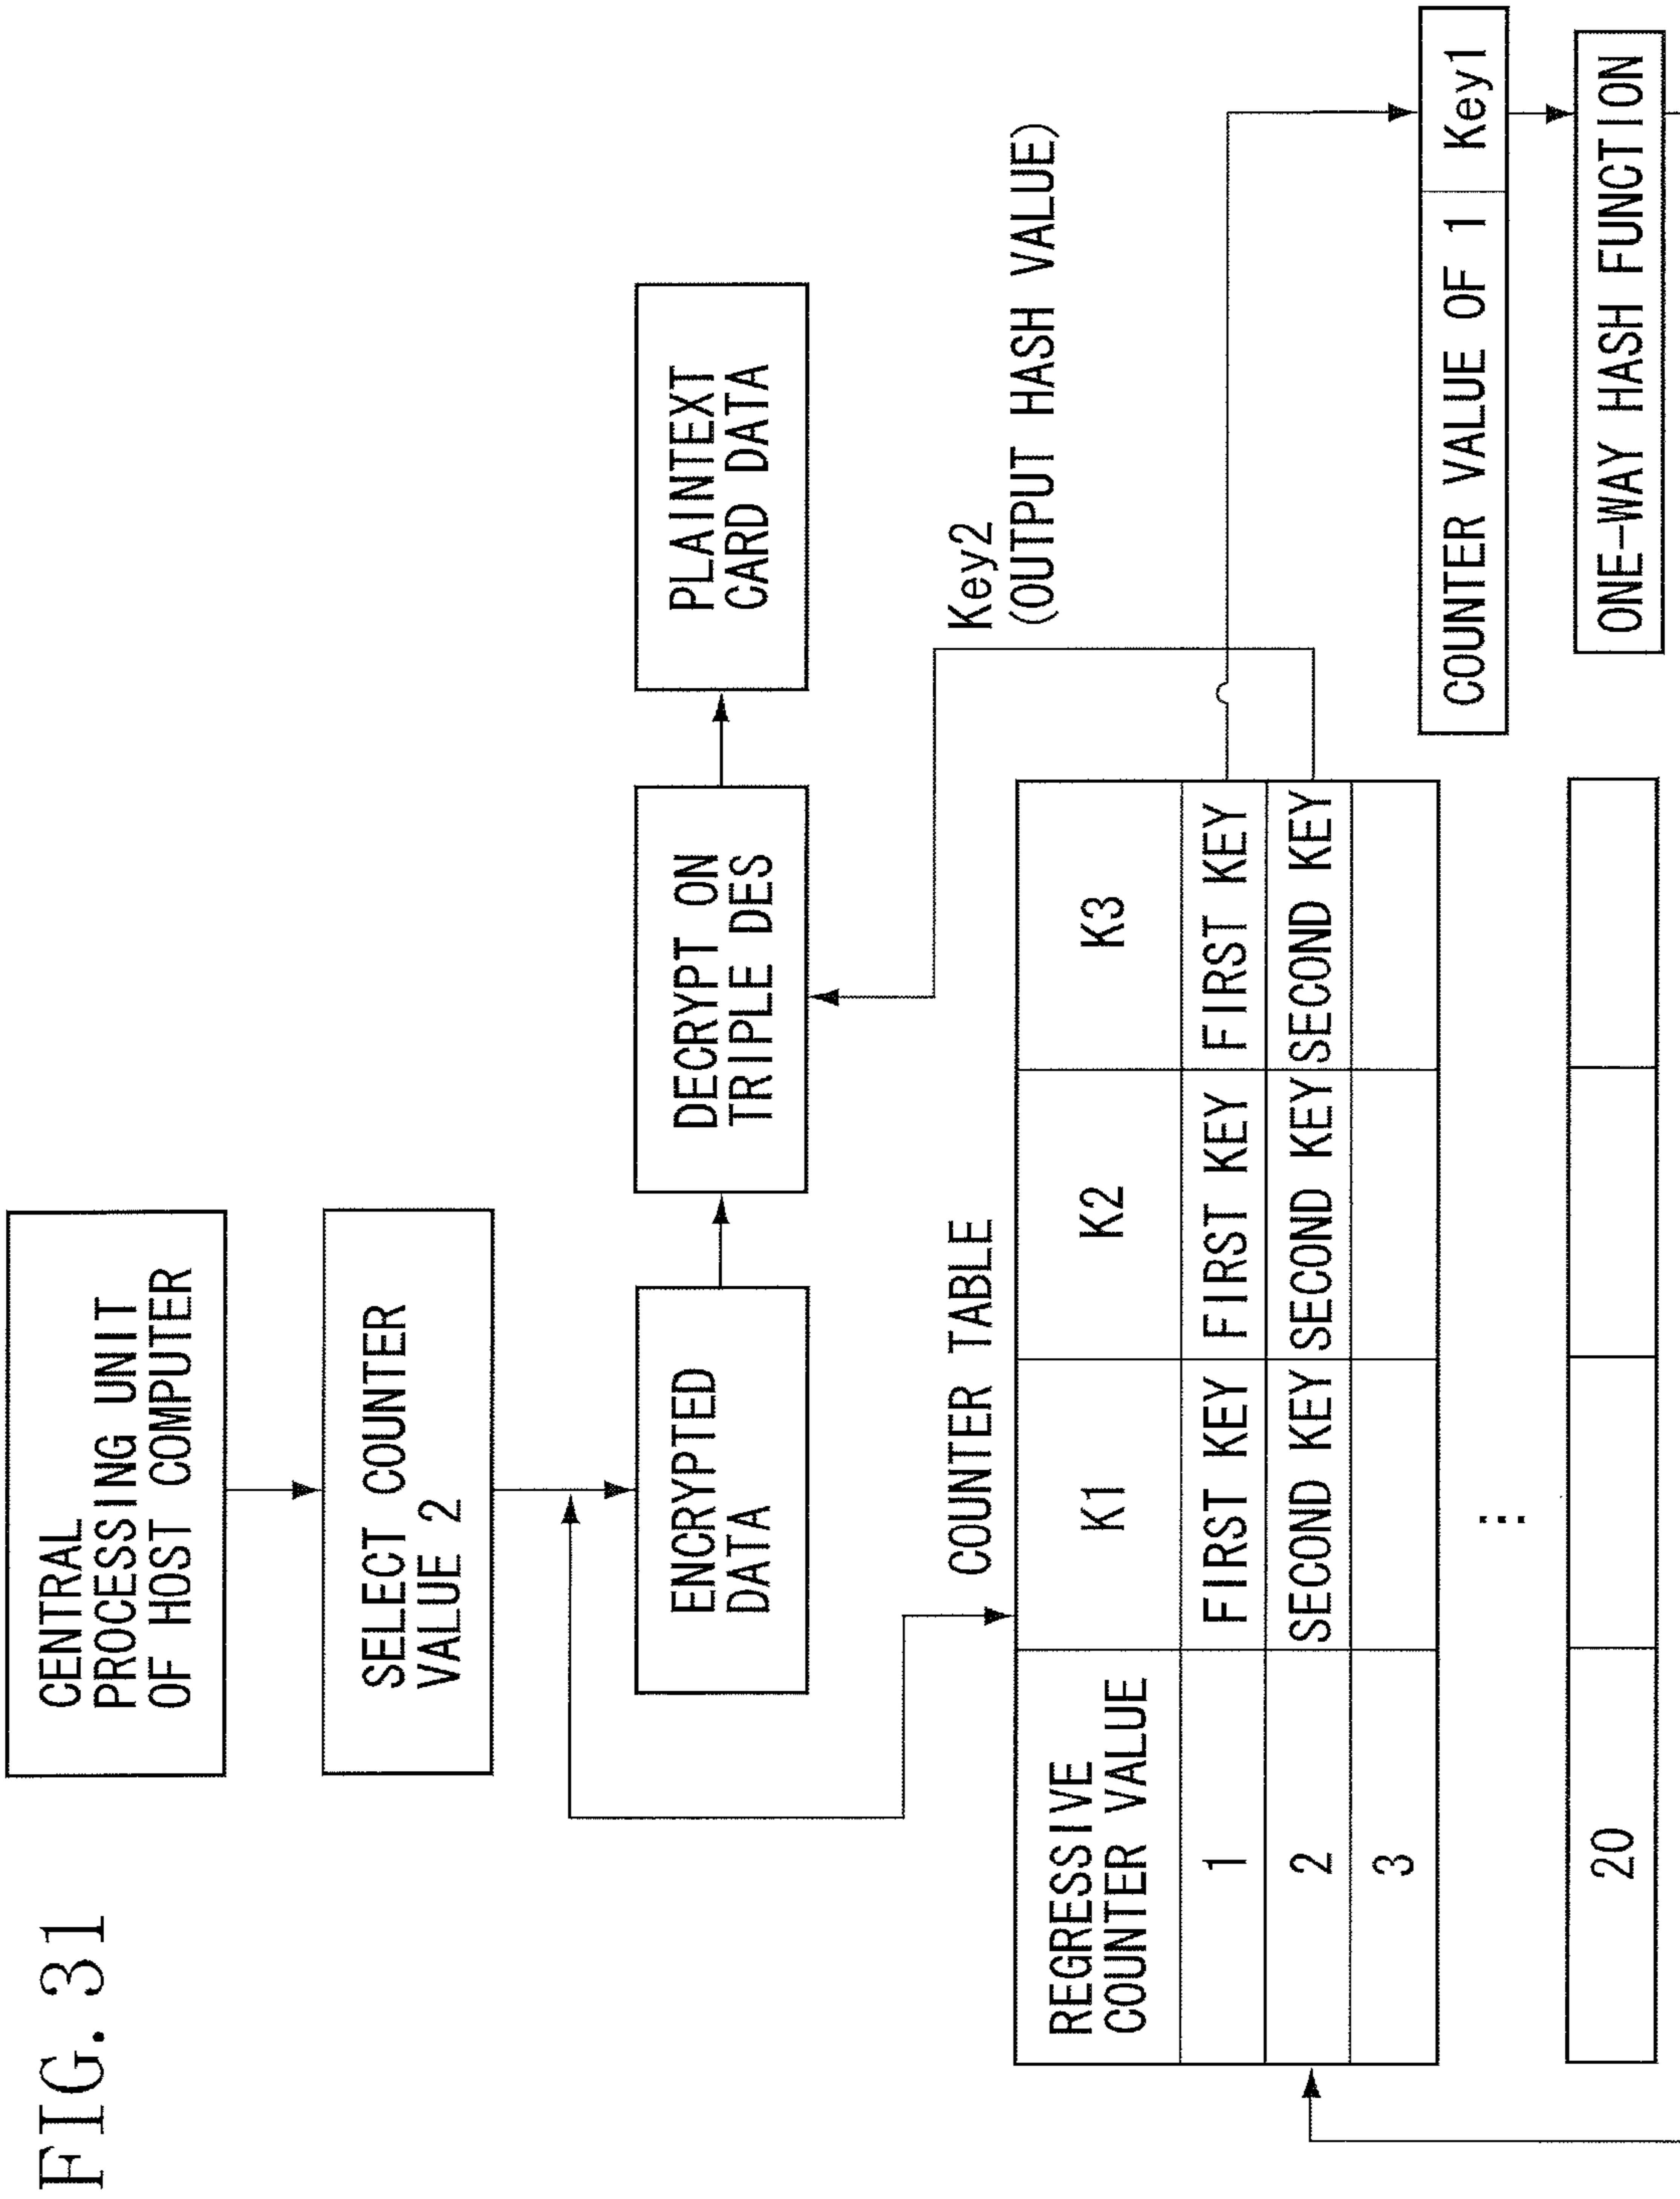 FIG. 31
CENTRAL
PROCESSING UNIT
OF HOST COMPUTER
SELECT COUNTER
VALUE 2
ENCRYPTED
DATA
DECRYPT ON
TRIPLE DES
PLAINTEXT
CARD DATA
Key2
(OUTPUT HASH VALUE)
COUNTER TABLE
REGRESSIVE
COUNTER VALUE
K1
K2
K3
1
FIRST KEY
FIRST KEY
FIRST KEY
2
SECOND KEY
SECOND KEY
SECOND KEY
3
⋮
20
COUNTER VALUE OF 1
Key1
ONE-WAY HASH FUNCTION